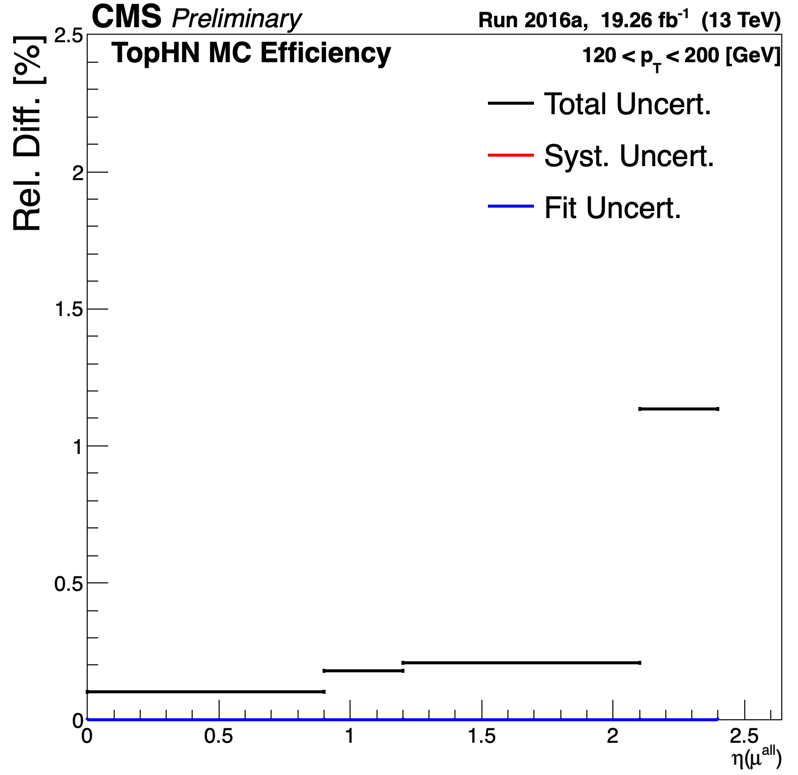 CMS Preliminary Run 2016a, 19.26 fb⁻¹ (13 TeV)
TopHN MC Efficiency 120 < p_T < 200 [GeV]
Rel. Diff. [%]
Total Uncert.
Syst. Uncert.
Fit Uncert.
2.5
2
1.5
1
0.5
0
0 0.5 1 1.5 2 2.5
η(μ^all)